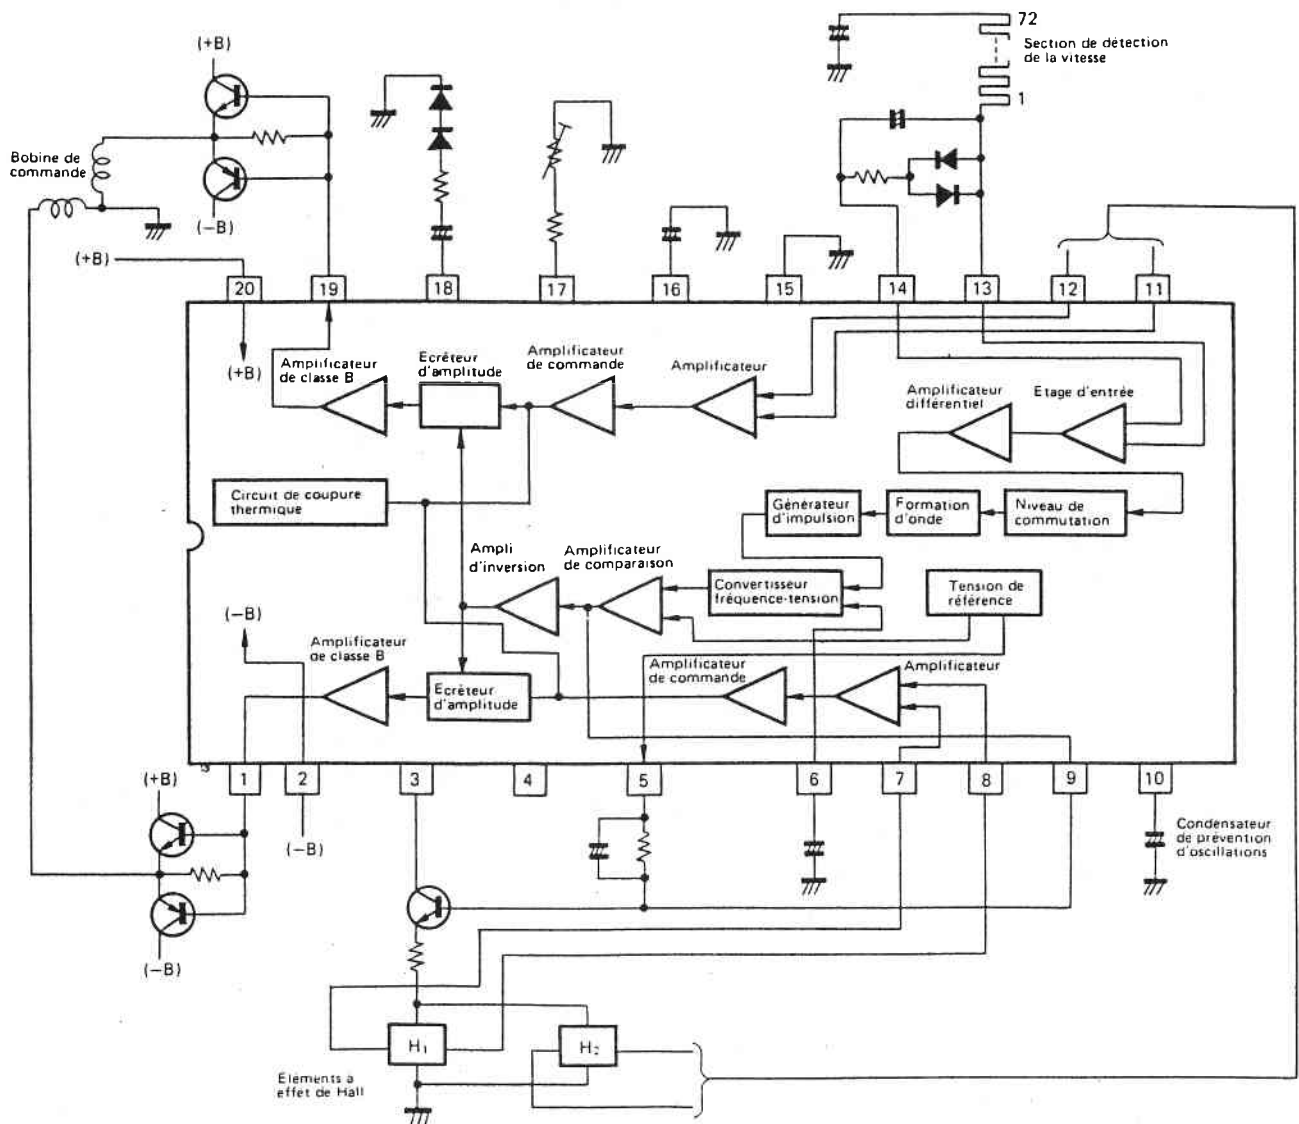 72
Section de détection
de la vitesse
1
(+B)
Bobine de
commande
(−B)
(+B)
20
19
18
17
16
15
14
13
12
11
(+B)
Amplificateur
de classe B
Ecrêteur
d'amplitude
Amplificateur
de commande
Amplificateur
Amplificateur
différentiel
Etage d'entrée
Circuit de coupure
thermique
Générateur
d'impulsion
Formation
d'onde
Niveau de
commutation
Ampli
d'inversion
Amplificateur
de comparaison
Convertisseur
fréquence-tension
Tension de
référence
(−B)
Amplificateur
de classe B
Ecrêteur
d'amplitude
Amplificateur
de commande
Amplificateur
1
2
3
4
5
6
7
8
9
10
(+B)
(−B)
(−B)
Condensateur
de prévention
d'oscillations
H1
H2
Eléments à
effet de Hall